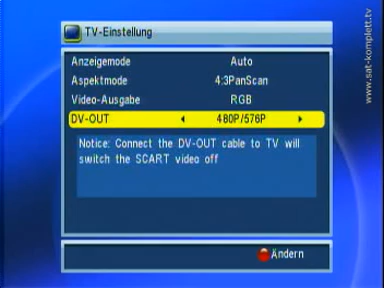 TV-Einstellung
Anzeigemode Auto
Aspektmode 4:3PanScan
Video-Ausgabe RGB
DV-OUT 480P/576P
Notice: Connect the DV-OUT cable to TV will
switch the SCART video off
Ändern
www.sat-komplett.tv